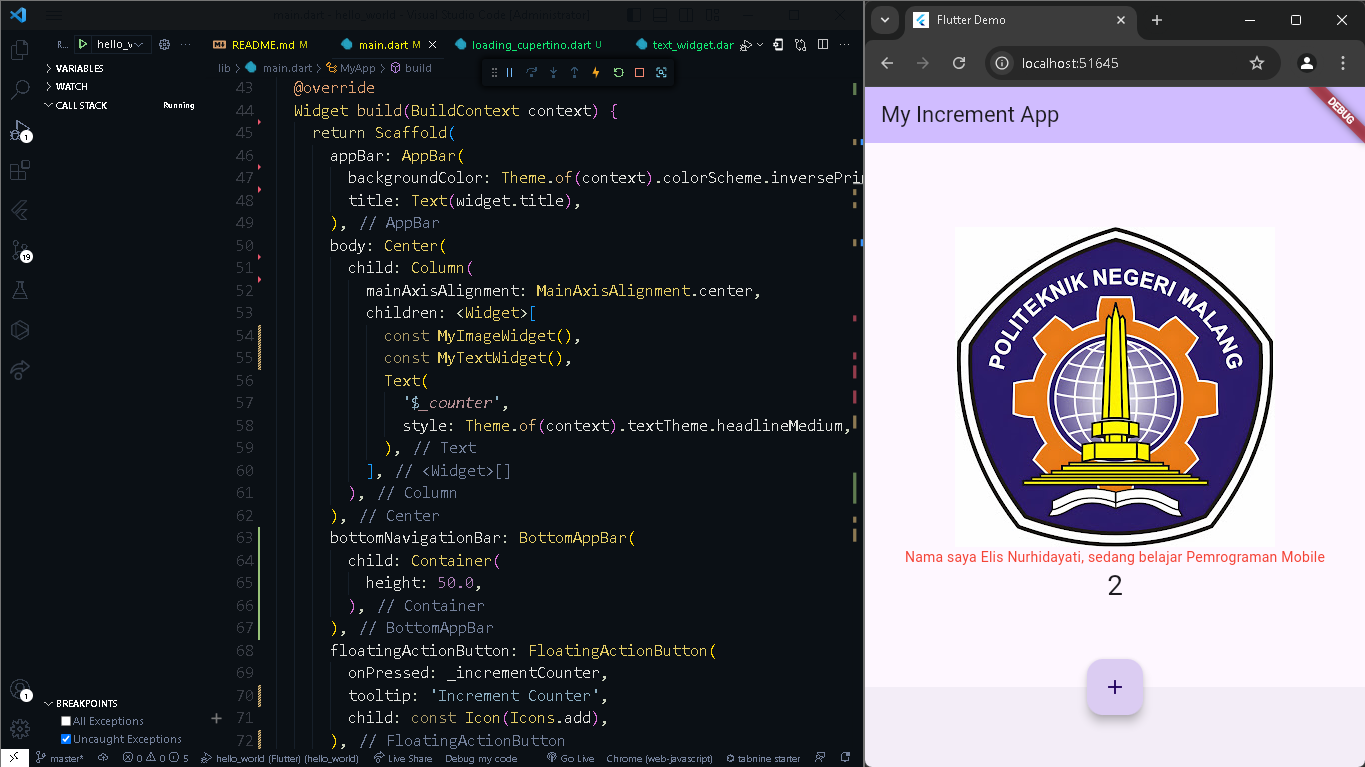 main.dart - hello_world - Visual Studio Code [Administrator]
R... hello_w
README.md M
main.dart M
loading_cupertino.dart U
text_widget.dar
lib > main.dart > MyApp > build
VARIABLES
WATCH
CALL STACK Running
1
19
1
43 @override
44 Widget build(BuildContext context) {
45 return Scaffold(
46 appBar: AppBar(
47 backgroundColor: Theme.of(context).colorScheme.inversePri
48 title: Text(widget.title),
49 ), // AppBar
50 body: Center(
51 child: Column(
52 mainAxisAlignment: MainAxisAlignment.center,
53 children: <Widget>[
54 const MyImageWidget(),
55 const MyTextWidget(),
56 Text(
57 '$_counter',
58 style: Theme.of(context).textTheme.headlineMedium,
59 ), // Text
60 ], // <Widget>[]
61 ), // Column
62 ), // Center
63 bottomNavigationBar: BottomAppBar(
64 child: Container(
65 height: 50.0,
66 ), // Container
67 ), // BottomAppBar
68 floatingActionButton: FloatingActionButton(
69 onPressed: _incrementCounter,
70 tooltip: 'Increment Counter',
71 child: const Icon(Icons.add),
72 ), // FloatingActionButton
BREAKPOINTS
All Exceptions
Uncaught Exceptions
master* 0 0 5 hello_world (Flutter) (hello_world) Live Share Debug my code Go Live Chrome (web-javascript) tabnine starter
Flutter Demo
localhost:51645
My Increment App
DEBUG
POLITEKNIK NEGERI MALANG
Nama saya Elis Nurhidayati, sedang belajar Pemrograman Mobile
2
+